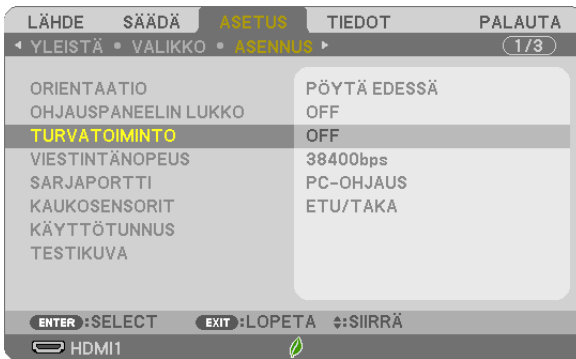 LÄHDE SÄÄDÄ ASETUS TIEDOT PALAUTA
YLEISTÄ • VALIKKO • ASENNUS 1/3
ORIENTAATIO PÖYTÄ EDESSÄ
OHJAUSPANEELIN LUKKO OFF
TURVATOIMINTO OFF
VIESTINTÄNOPEUS 38400bps
SARJAPORTTI PC-OHJAUS
KAUKOSENSORIT ETU/TAKA
KÄYTTÖTUNNUS
TESTIKUVA
ENTER :SELECT EXIT :LOPETA :SIIRRÄ
HDMI1